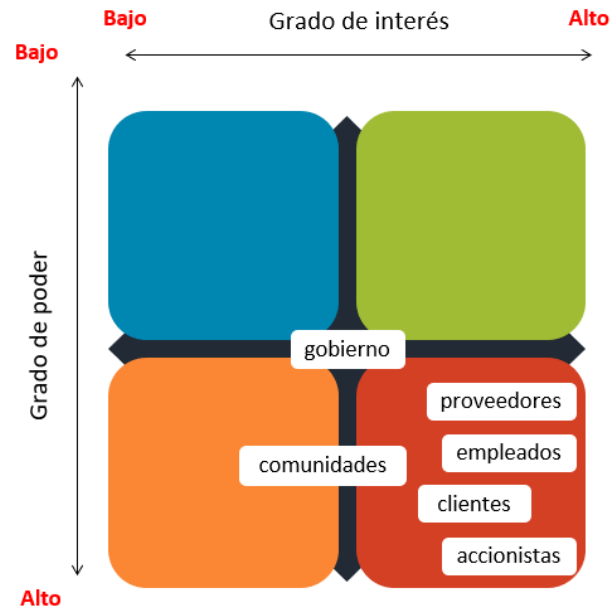 Bajo
Grado de interés
Alto
Bajo
Grado de poder
gobierno
proveedores
empleados
comunidades
clientes
accionistas
Alto